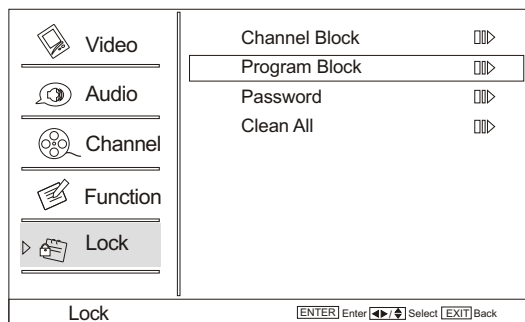 Video
Audio
Channel
Function
Lock
Channel Block
Program Block
Password
Clean All
Lock
ENTER Enter ◀▶/▲▼ Select EXIT Back